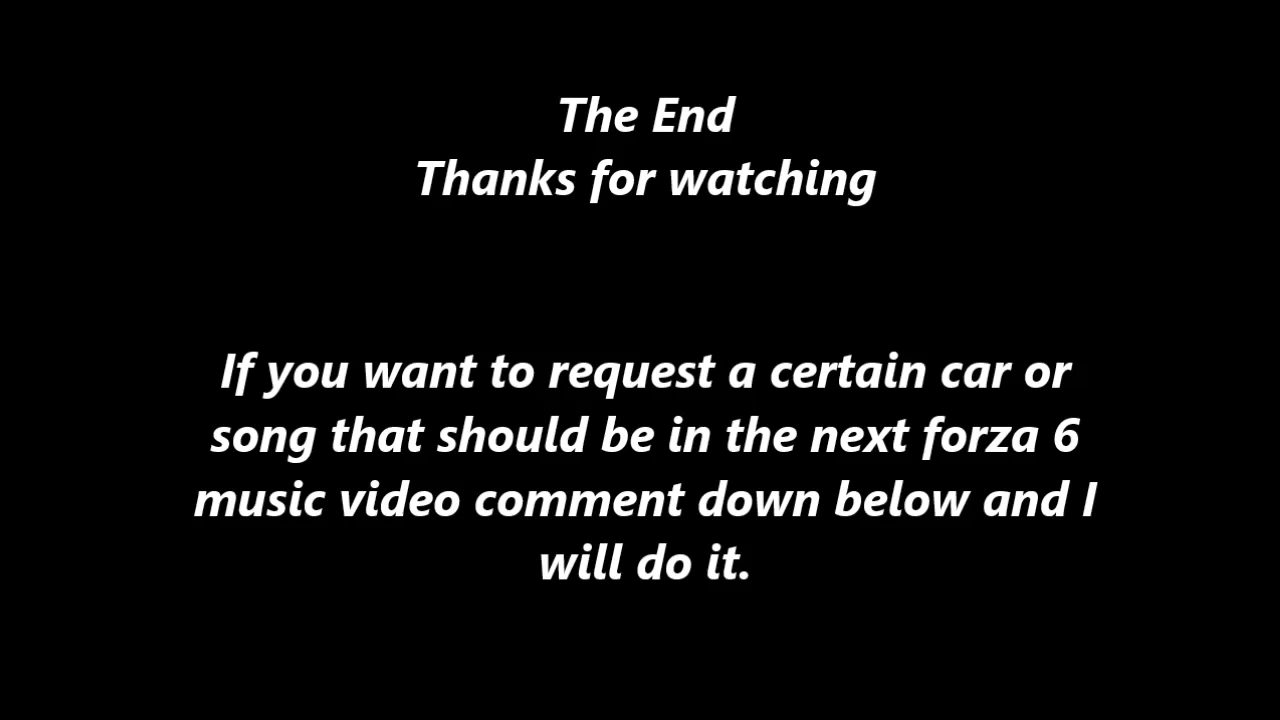 The End
Thanks for watching
If you want to request a certain car or
song that should be in the next forza 6
music video comment down below and I
will do it.